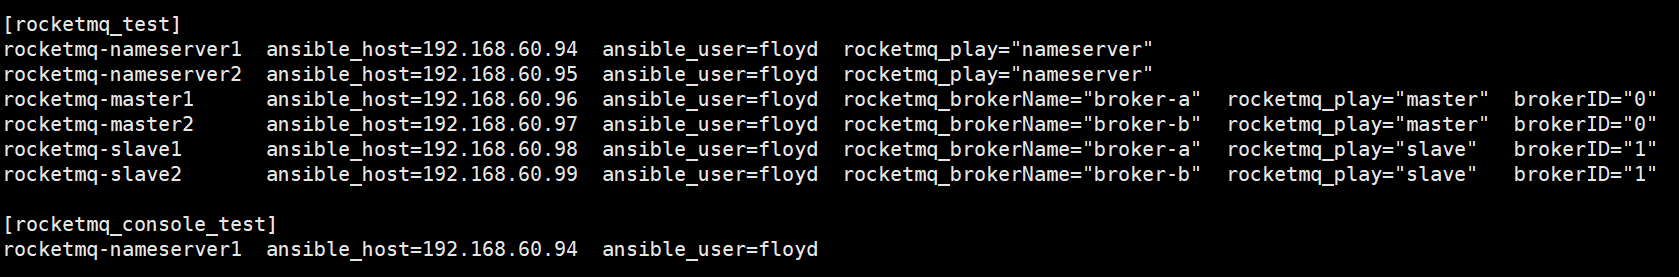 [rocketmq_test]
rocketmq-nameserver1  ansible_host=192.168.60.94  ansible_user=floyd  rocketmq_play="nameserver"
rocketmq-nameserver2  ansible_host=192.168.60.95  ansible_user=floyd  rocketmq_play="nameserver"
rocketmq-master1      ansible_host=192.168.60.96  ansible_user=floyd  rocketmq_brokerName="broker-a"  rocketmq_play="master"  brokerID="0"
rocketmq-master2      ansible_host=192.168.60.97  ansible_user=floyd  rocketmq_brokerName="broker-b"  rocketmq_play="master"  brokerID="0"
rocketmq-slave1       ansible_host=192.168.60.98  ansible_user=floyd  rocketmq_brokerName="broker-a"  rocketmq_play="slave"   brokerID="1"
rocketmq-slave2       ansible_host=192.168.60.99  ansible_user=floyd  rocketmq_brokerName="broker-b"  rocketmq_play="slave"   brokerID="1"

[rocketmq_console_test]
rocketmq-nameserver1  ansible_host=192.168.60.94  ansible_user=floyd